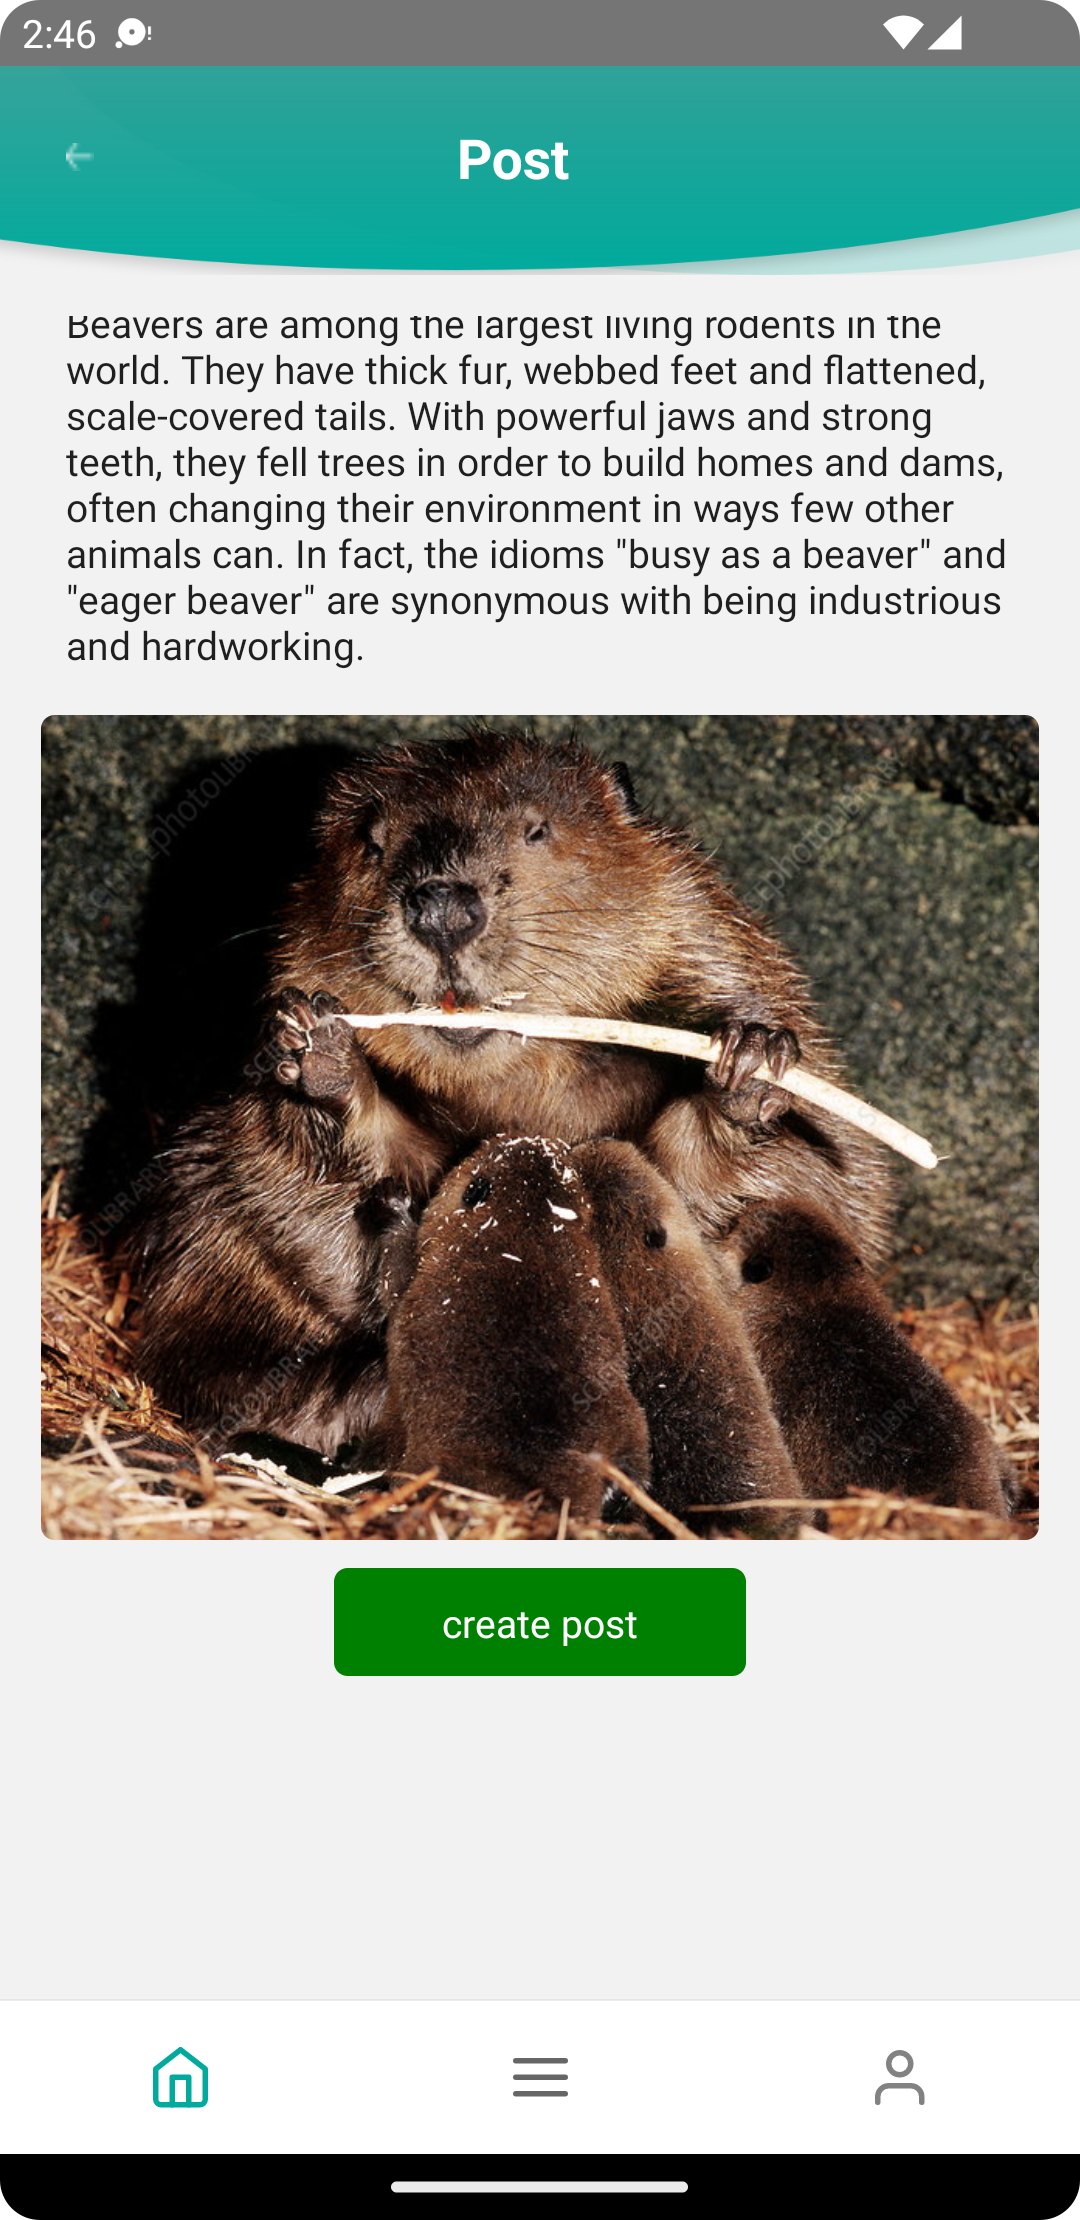 2:46
Post
Beavers are among the largest living rodents in the
world. They have thick fur, webbed feet and flattened,
scale-covered tails. With powerful jaws and strong
teeth, they fell trees in order to build homes and dams,
often changing their environment in ways few other
animals can. In fact, the idioms "busy as a beaver" and
"eager beaver" are synonymous with being industrious
and hardworking.
create post